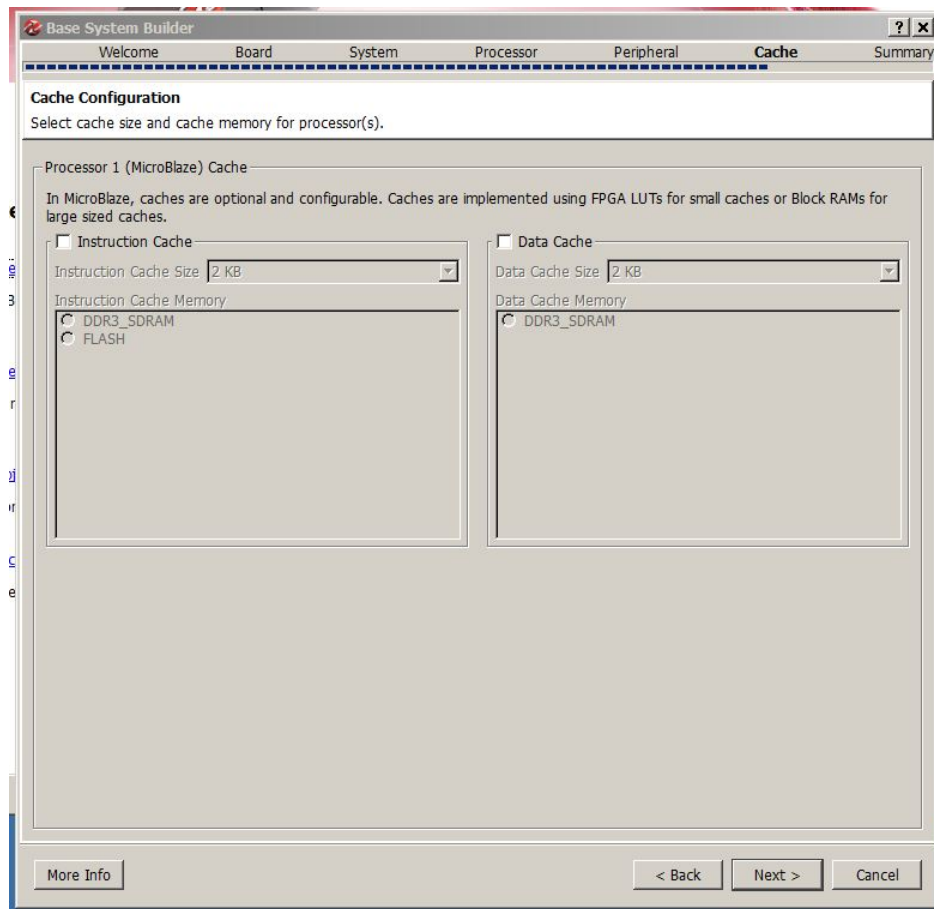 Base System Builder
? x
Welcome Board System Processor Peripheral Cache Summary
Cache Configuration
Select cache size and cache memory for processor(s).
Processor 1 (MicroBlaze) Cache
In MicroBlaze, caches are optional and configurable. Caches are implemented using FPGA LUTs for small caches or Block RAMs for
large sized caches.
Instruction Cache
Instruction Cache Size 2 KB
Instruction Cache Memory
DDR3_SDRAM
FLASH
Data Cache
Data Cache Size 2 KB
Data Cache Memory
DDR3_SDRAM
More Info
< Back
Next >
Cancel